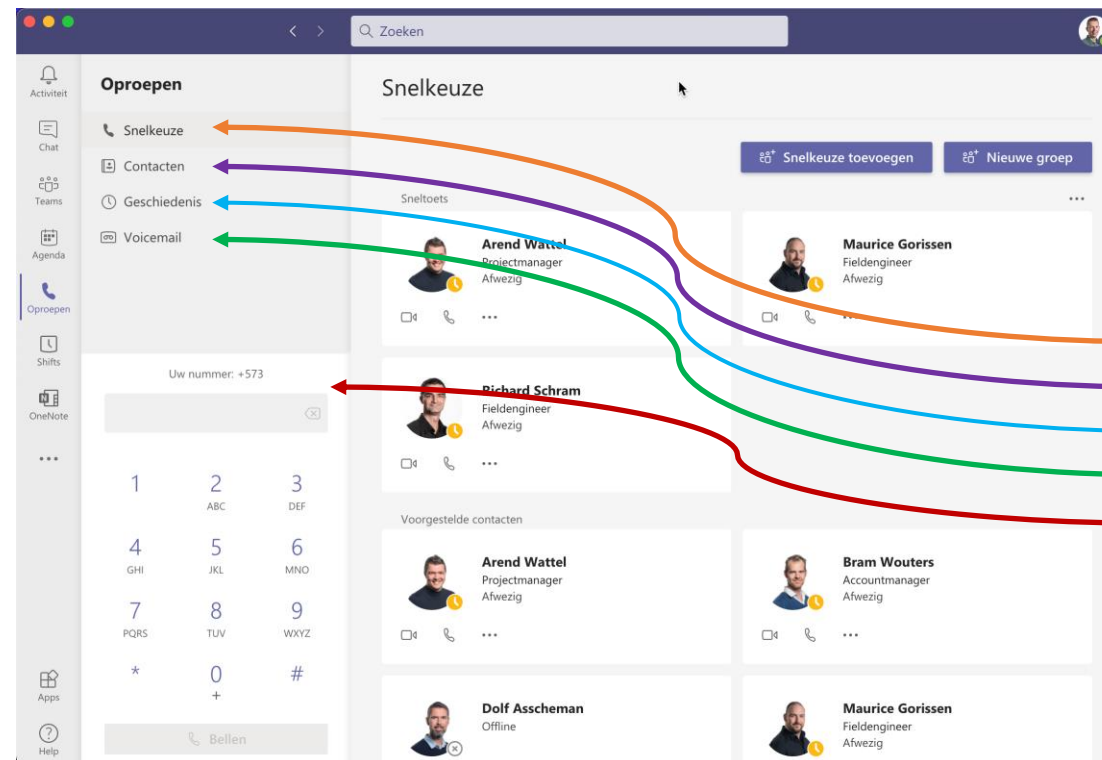 Zoeken
Activiteit
Chat
Teams
Agenda
Oproepen
Shifts
OneNote
Apps
Help
Oproepen
Snelkeuze
Contacten
Geschiedenis
Voicemail
Uw nummer: +573
1
2
3
ABC
DEF
4
5
6
GHI
JKL
MNO
7
8
9
PQRS
TUV
WXYZ
*
0
#
+
Bellen
Snelkeuze
Snelkeuze toevoegen
Nieuwe groep
Sneltoets
Arend Wattel
Projectmanager
Afwezig
Maurice Gorissen
Fieldengineer
Afwezig
Richard Schram
Fieldengineer
Afwezig
Voorgestelde contacten
Arend Wattel
Projectmanager
Afwezig
Bram Wouters
Accountmanager
Afwezig
Dolf Asscheman
Offline
Maurice Gorissen
Fieldengineer
Afwezig